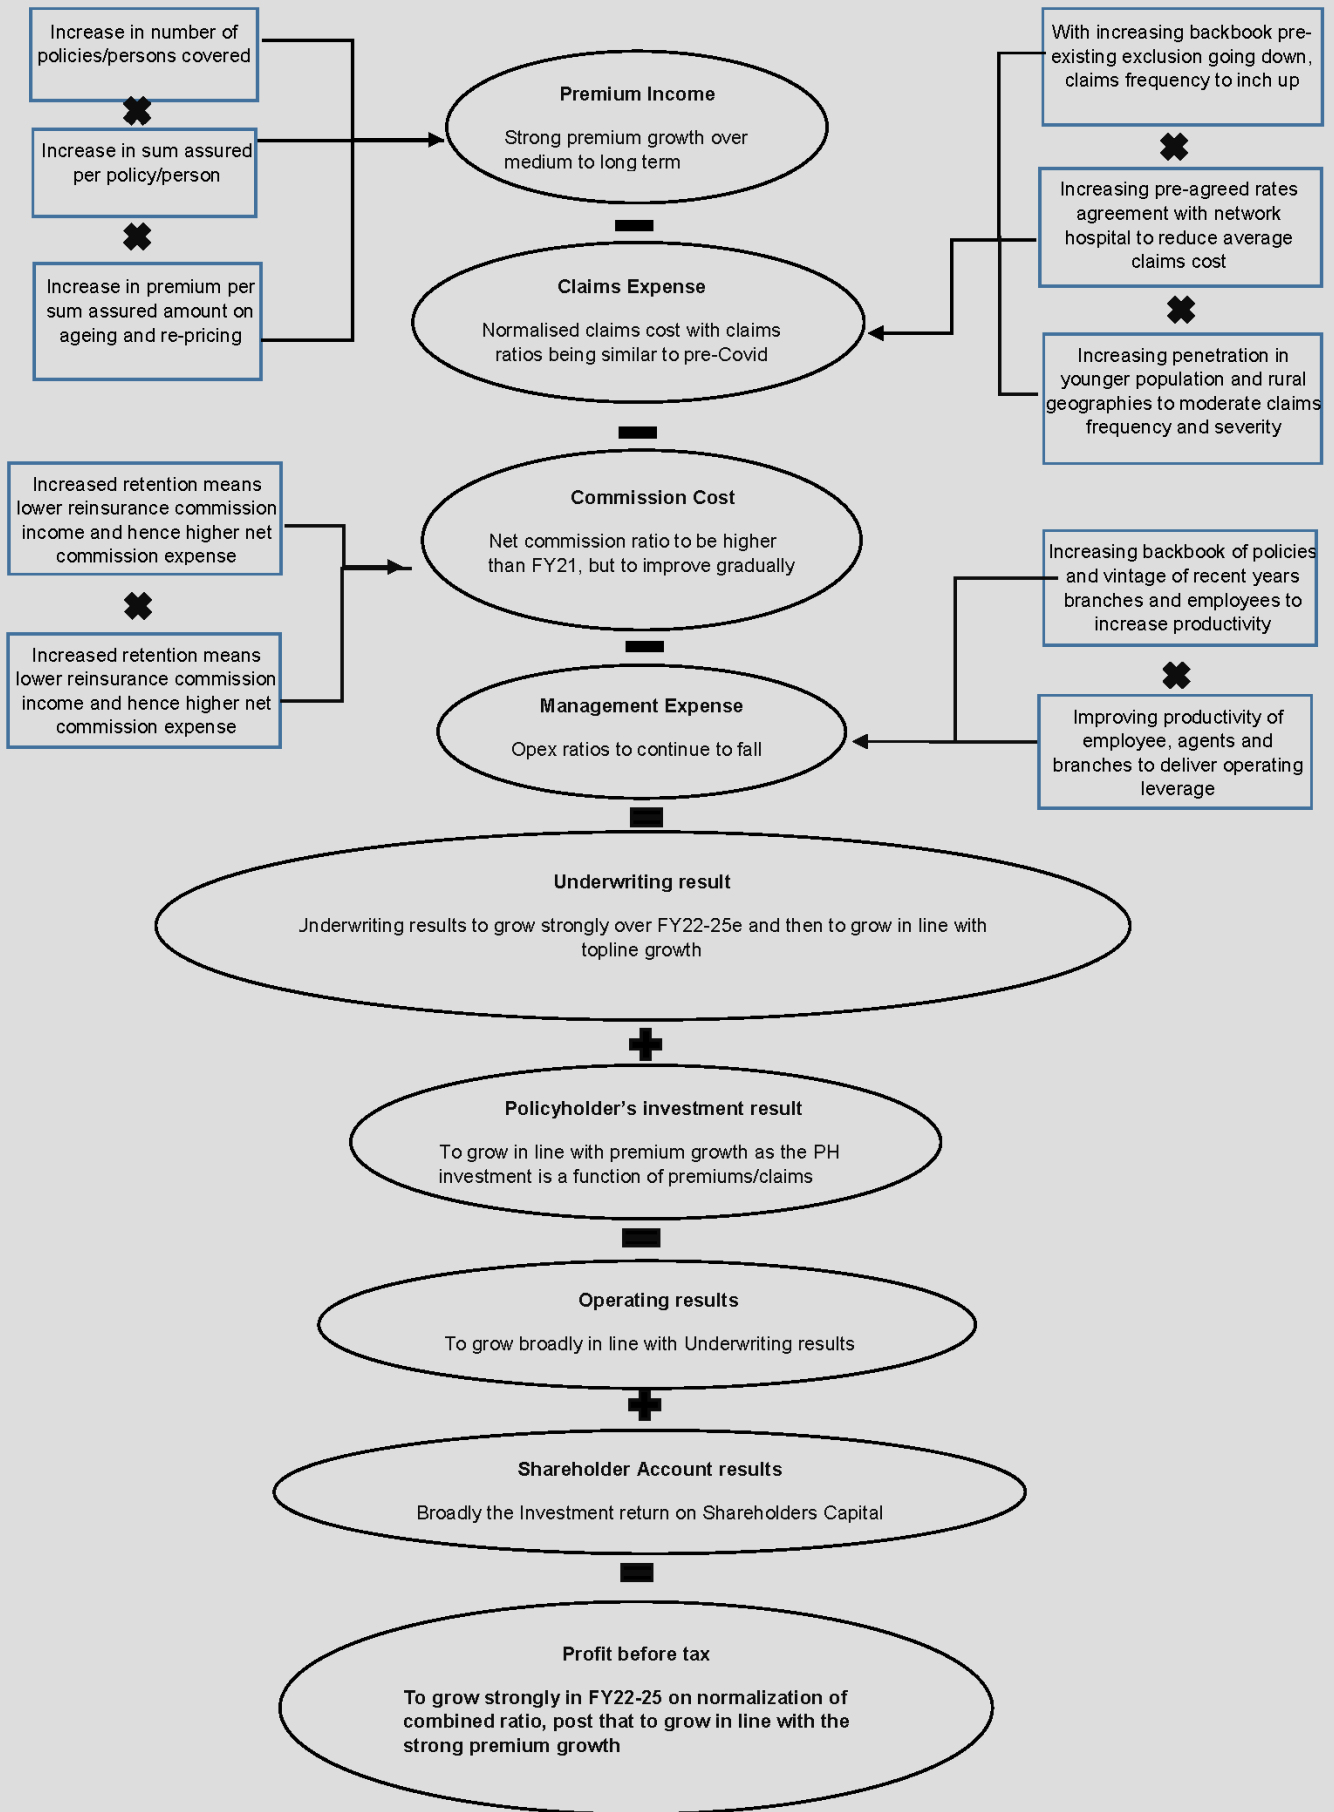 Increase in number of
policies/persons covered
Increase in sum assured
per policy/person
Increase in premium per
sum assured amount on
ageing and re-pricing
Premium Income
Strong premium growth over
medium to long term
With increasing backbook pre-
existing exclusion going down,
claims frequency to inch up
Increasing pre-agreed rates
agreement with network
hospital to reduce average
claims cost
Increasing penetration in
younger population and rural
geographies to moderate claims
frequency and severity
Claims Expense
Normalised claims cost with claims
ratios being similar to pre-Covid
Increased retention means
lower reinsurance commission
income and hence higher net
commission expense
Increased retention means
lower reinsurance commission
income and hence higher net
commission expense
Commission Cost
Net commission ratio to be higher
than FY21, but to improve gradually
Increasing backbook of policies
and vintage of recent years
branches and employees to
increase productivity
Improving productivity of
employee, agents and
branches to deliver operating
leverage
Management Expense
Opex ratios to continue to fall
Underwriting result
Jnderwriting results to grow strongly over FY22-25e and then to grow in line with
topline growth
Policyholder’s investment result
To grow in line with premium growth as the PH
investment is a function of premiums/claims
Operating results
To grow broadly in line with Underwriting results
Shareholder Account results
Broadly the Investment return on Shareholders Capital
Profit before tax
To grow strongly in FY22-25 on normalization of
combined ratio, post that to grow in line with the
strong premium growth